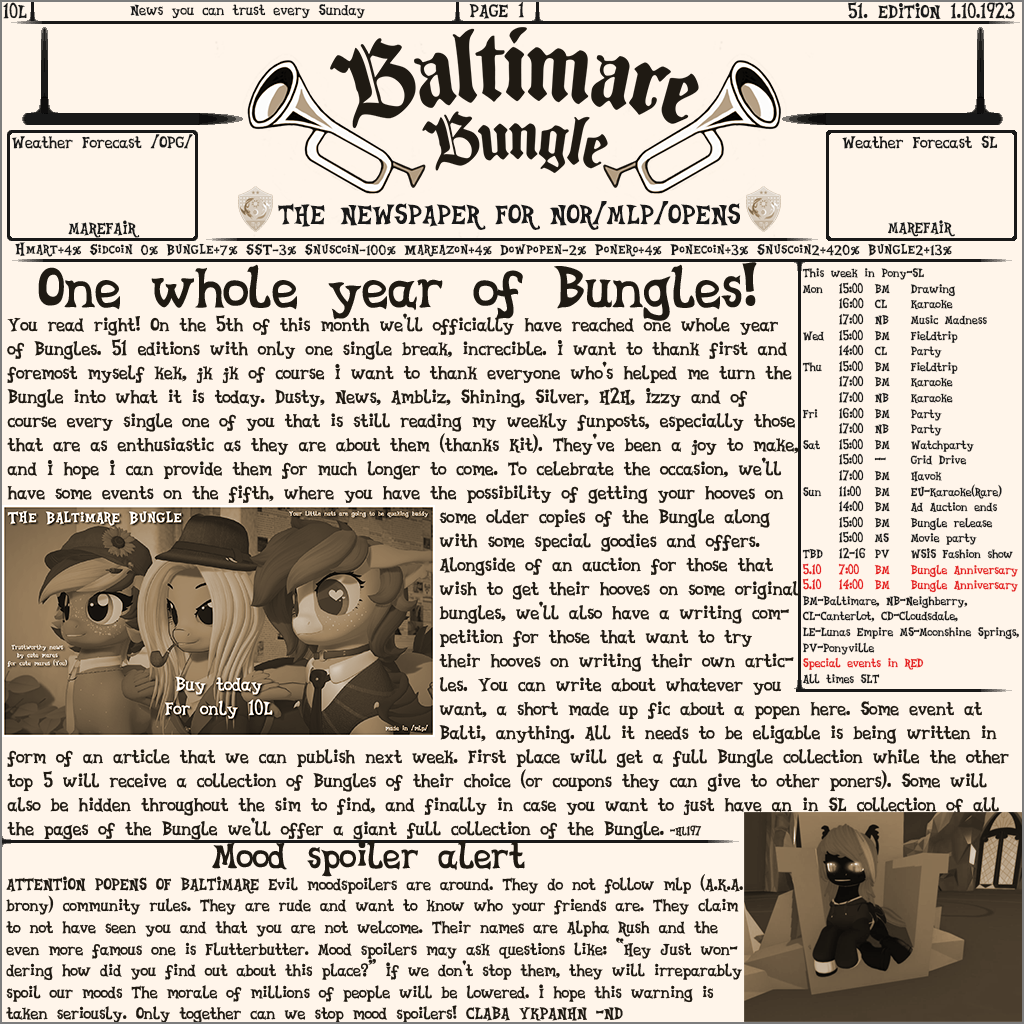 10L
News you can trust every Sunday
PAGE 1
51. EDITION 1.10.1923
Baltimare
Bungle
Weather Forecast /OPG/
MAREFAIR
Weather Forecast SL
MAREFAIR
THE NEWSPAPER FOR NOR/MLP/OPENS
HMART+4% SIDCOIN 0% BUNGLE+7% SST-3% SNUSCOIN-100% MAREAZON+4% DOWPOPEN-2% PONERO+4% PONECOIN+3% SNUSCOIN2+420% BUNGLE2+13%
One whole year of Bungles!
You read right! On the 5th of this month we'll officially have reached one whole year
of Bungles. 51 editions with only one single break, increcible. I want to thank first and
foremost myself kek, jk jk of course I want to thank everyone who's helped me turn the
Bungle into what it is today. Dusty, News, Ambliz, Shining, Silver, H2H, Izzy and of
course every single one of you that is still reading my weekly funposts, especially those
that are as enthusiastic as they are about them (thanks Kit). They've been a joy to make,
and I hope I can provide them for much longer to come. To celebrate the occasion, we'll
have some events on the fifth, where you have the possibility of getting your hooves on
some older copies of the Bungle along
with some special goodies and offers.
Alongside of an auction for those that
wish to get their hooves on some original
bungles, we'll also have a writing com-
petition for those that want to try
their hooves on writing their own artic-
les. You can write about whatever you
want, a short made up fic about a popen here. Some event at
Balti, anything. All it needs to be eligable is being written in
form of an article that we can publish next week. First place will get a full Bungle collection while the other
top 5 will receive a collection of Bungles of their choice (or coupons they can give to other poners). Some will
also be hidden throughout the sim to find, and finally in case you want to just have an in SL collection of all
the pages of the Bungle we'll offer a giant full collection of the Bungle. -HL197
THE BALTIMARE BUNGLE
Your little nuts are going to be quaking baldy
Trustworthy news
by cute mares
for cute mares (You)
Buy today
For only 10L
made in /mlp/
This week in Pony-SL
Mon 15:00 BM Drawing
16:00 CL Karaoke
17:00 NB Music Madness
Wed 15:00 BM Fieldtrip
14:00 CL Party
Thu 15:00 BM Fieldtrip
17:00 BM Karaoke
17:00 NB Karaoke
Fri 16:00 BM Party
17:00 NB Party
Sat 15:00 BM Watchparty
15:00 --- Grid Drive
17:00 BM Havok
Sun 11:00 BM EU-Karaoke(Rare)
14:00 BM Ad Auction ends
15:00 BM Bungle release
15:00 MS Movie party
TBD 12-16 PV WSIS Fashion show
5.10 7:00 BM Bungle Anniversary
5.10 14:00 BM Bungle Anniversary
BM-Baltimare, NB-Neighberry,
CL-Canterlot, CD-Cloudsdale,
LE-Lunas Empire MS-Moonshine Springs,
PV-Ponyville
Special events in RED
All times SLT
Mood spoiler alert
ATTENTION POPENS OF BALTIMARE Evil moodspoilers are around. They do not follow mlp (A.K.A.
brony) community rules. They are rude and want to know who your friends are. They claim
to not have seen you and that you are not welcome. Their names are Alpha Rush and the
even more famous one is Flutterbutter. Mood spoilers may ask questions like: "Hey Just won-
dering how did you find out about this place?" If we don't stop them, they will irreparably
spoil our moods The morale of millions of people will be lowered. I hope this warning is
taken seriously. Only together can we stop mood spoilers! CLABA YKPANHN -ND